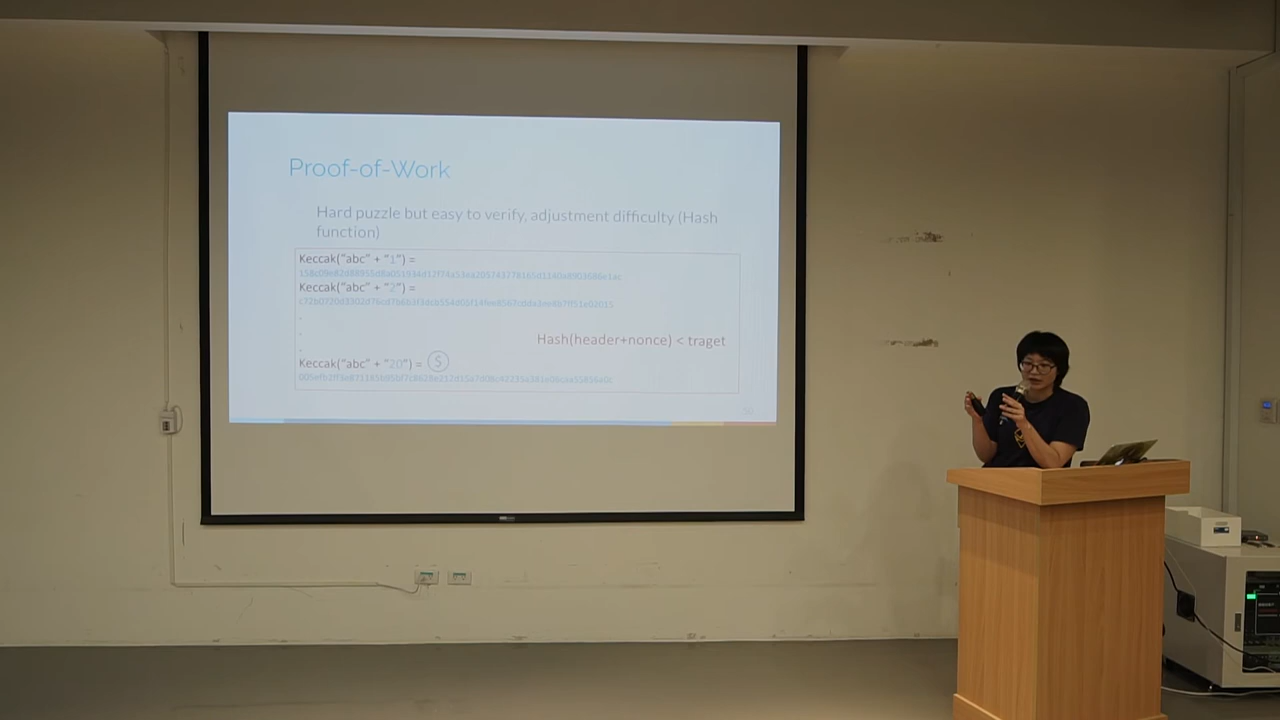 Proof-of-Work
Hard puzzle but easy to verify, adjustment difficulty (Hash
function)
Keccak("abc" + "1") =
Keccak("abc" + "2") =
.
.
.
Hash(header+nonce) < traget
Keccak("abc" + "20") = $